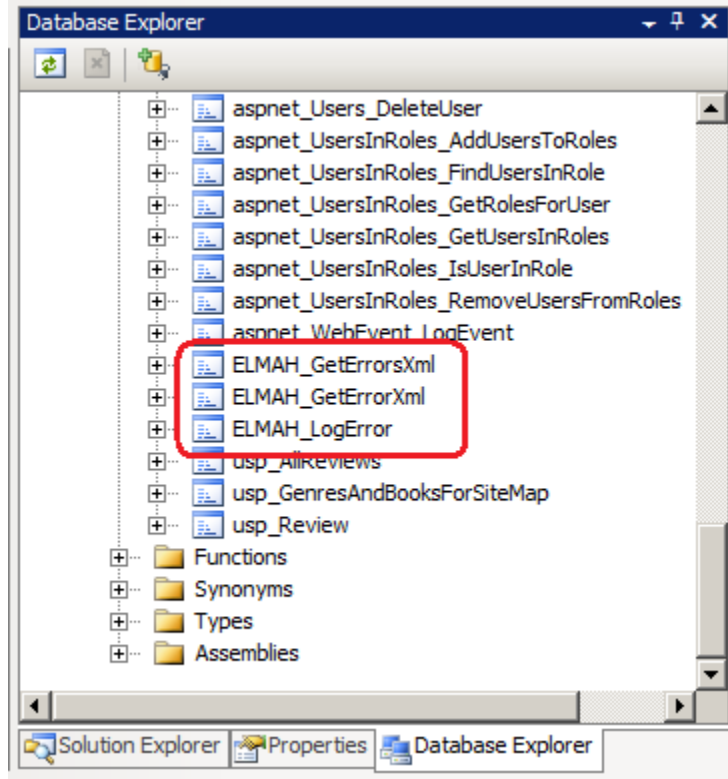 Database Explorer
aspnet_Users_DeleteUser
aspnet_UsersInRoles_AddUsersToRoles
aspnet_UsersInRoles_FindUsersInRole
aspnet_UsersInRoles_GetRolesForUser
aspnet_UsersInRoles_GetUsersInRoles
aspnet_UsersInRoles_IsUserInRole
aspnet_UsersInRoles_RemoveUsersFromRoles
aspnet_WebEvent_LogEvent
ELMAH_GetErrorsXml
ELMAH_GetErrorXml
ELMAH_LogError
usp_AllReviews
usp_GenresAndBooksForSiteMap
usp_Review
Functions
Synonyms
Types
Assemblies
Solution Explorer Properties Database Explorer